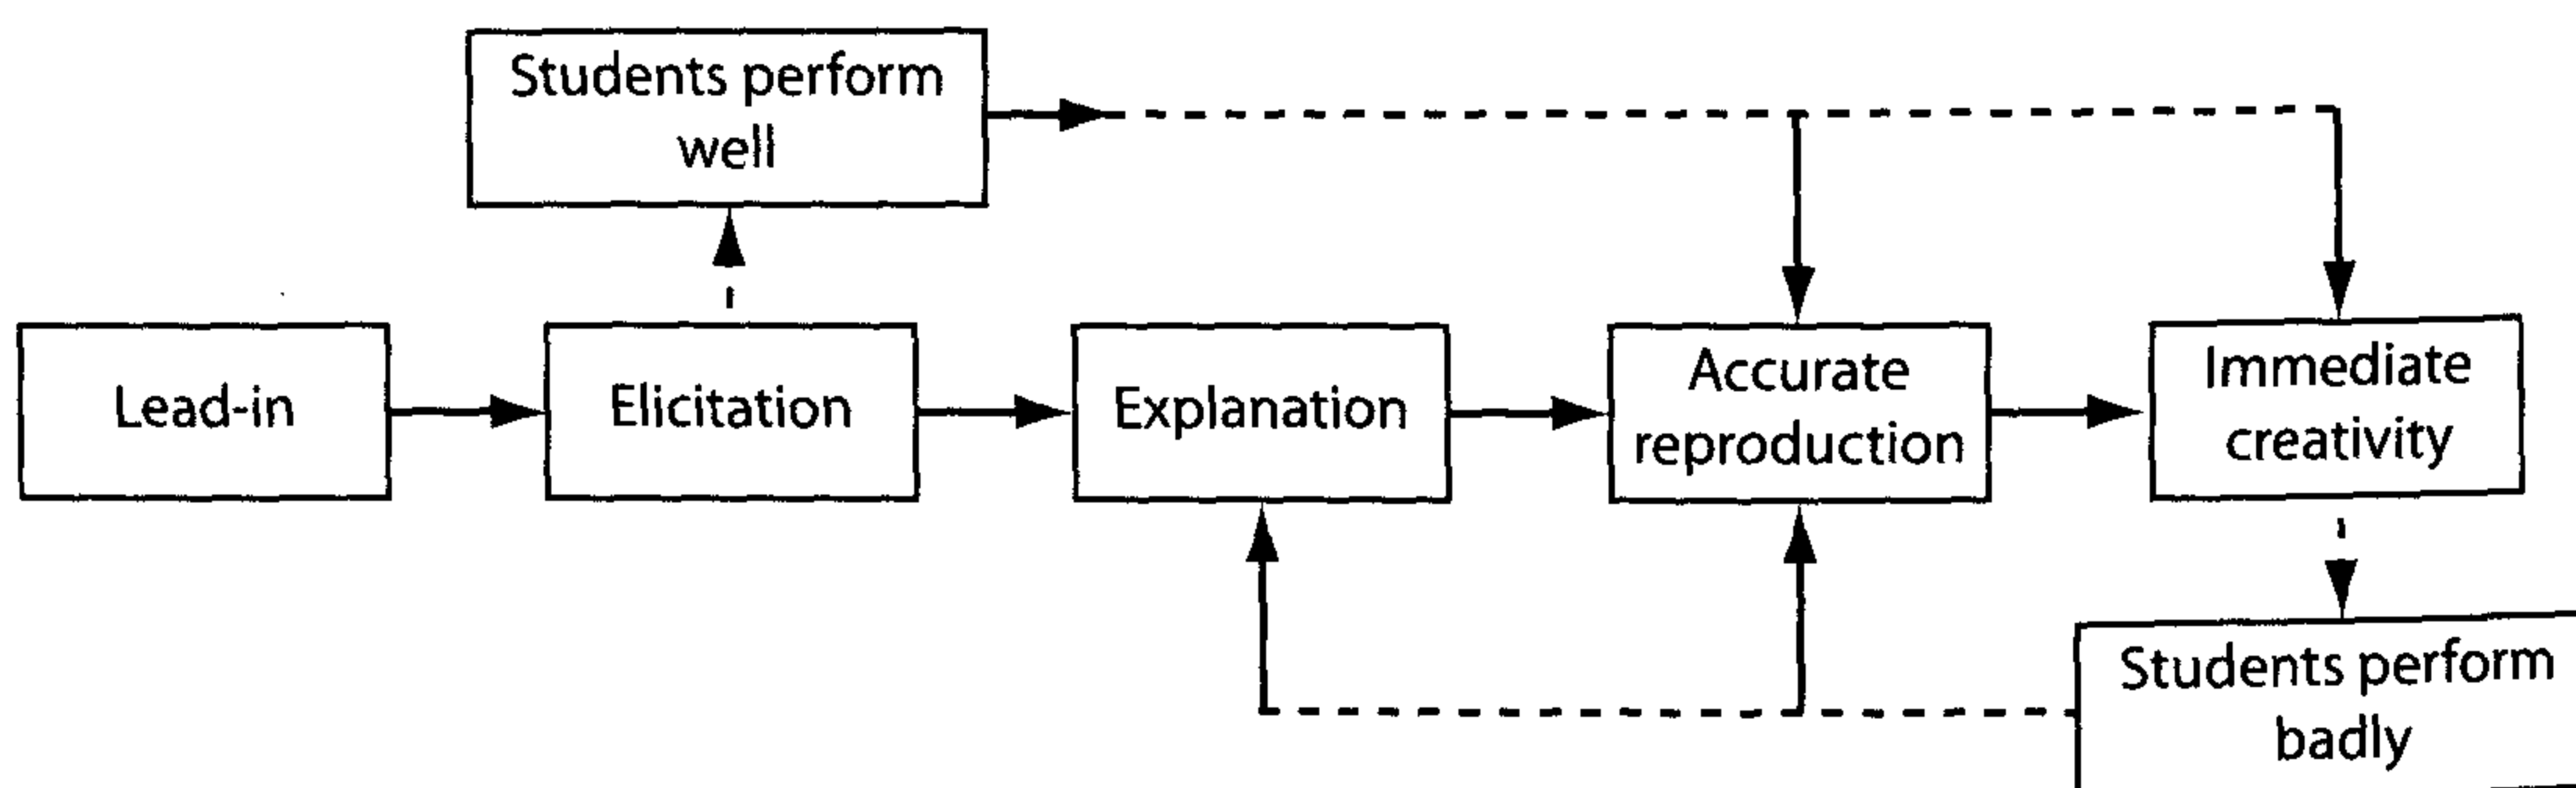 Students perform
well
Lead-in
Elicitation
Explanation
Accurate
reproduction
Immediate
creativity
Students perform
badly